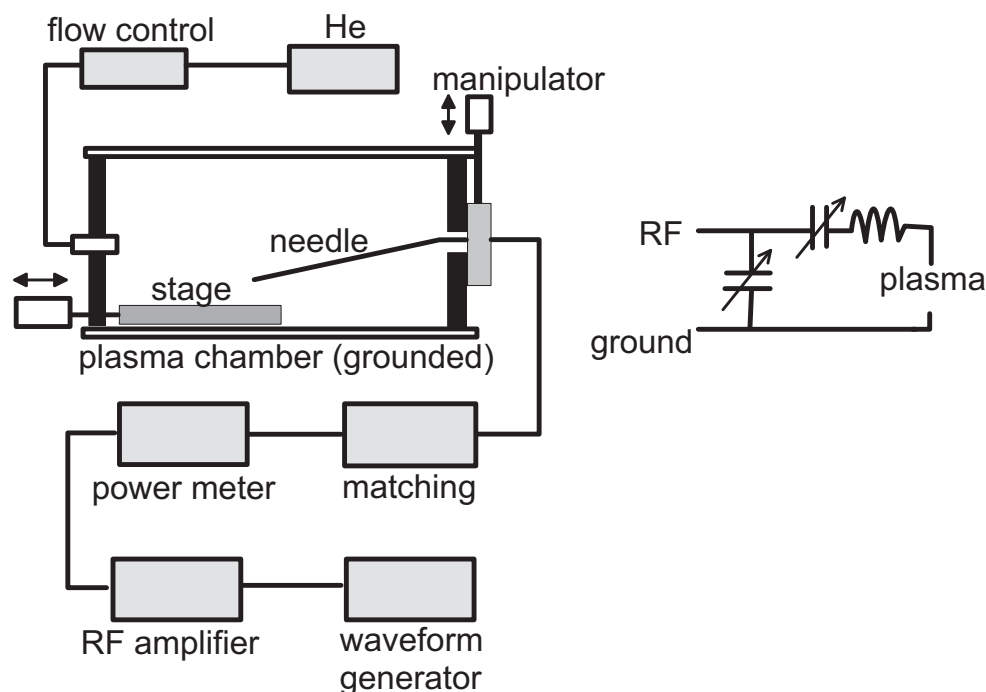 flow control
He
manipulator
needle
stage
plasma chamber (grounded)
RF
plasma
ground
power meter
matching
RF amplifier
waveform
generator